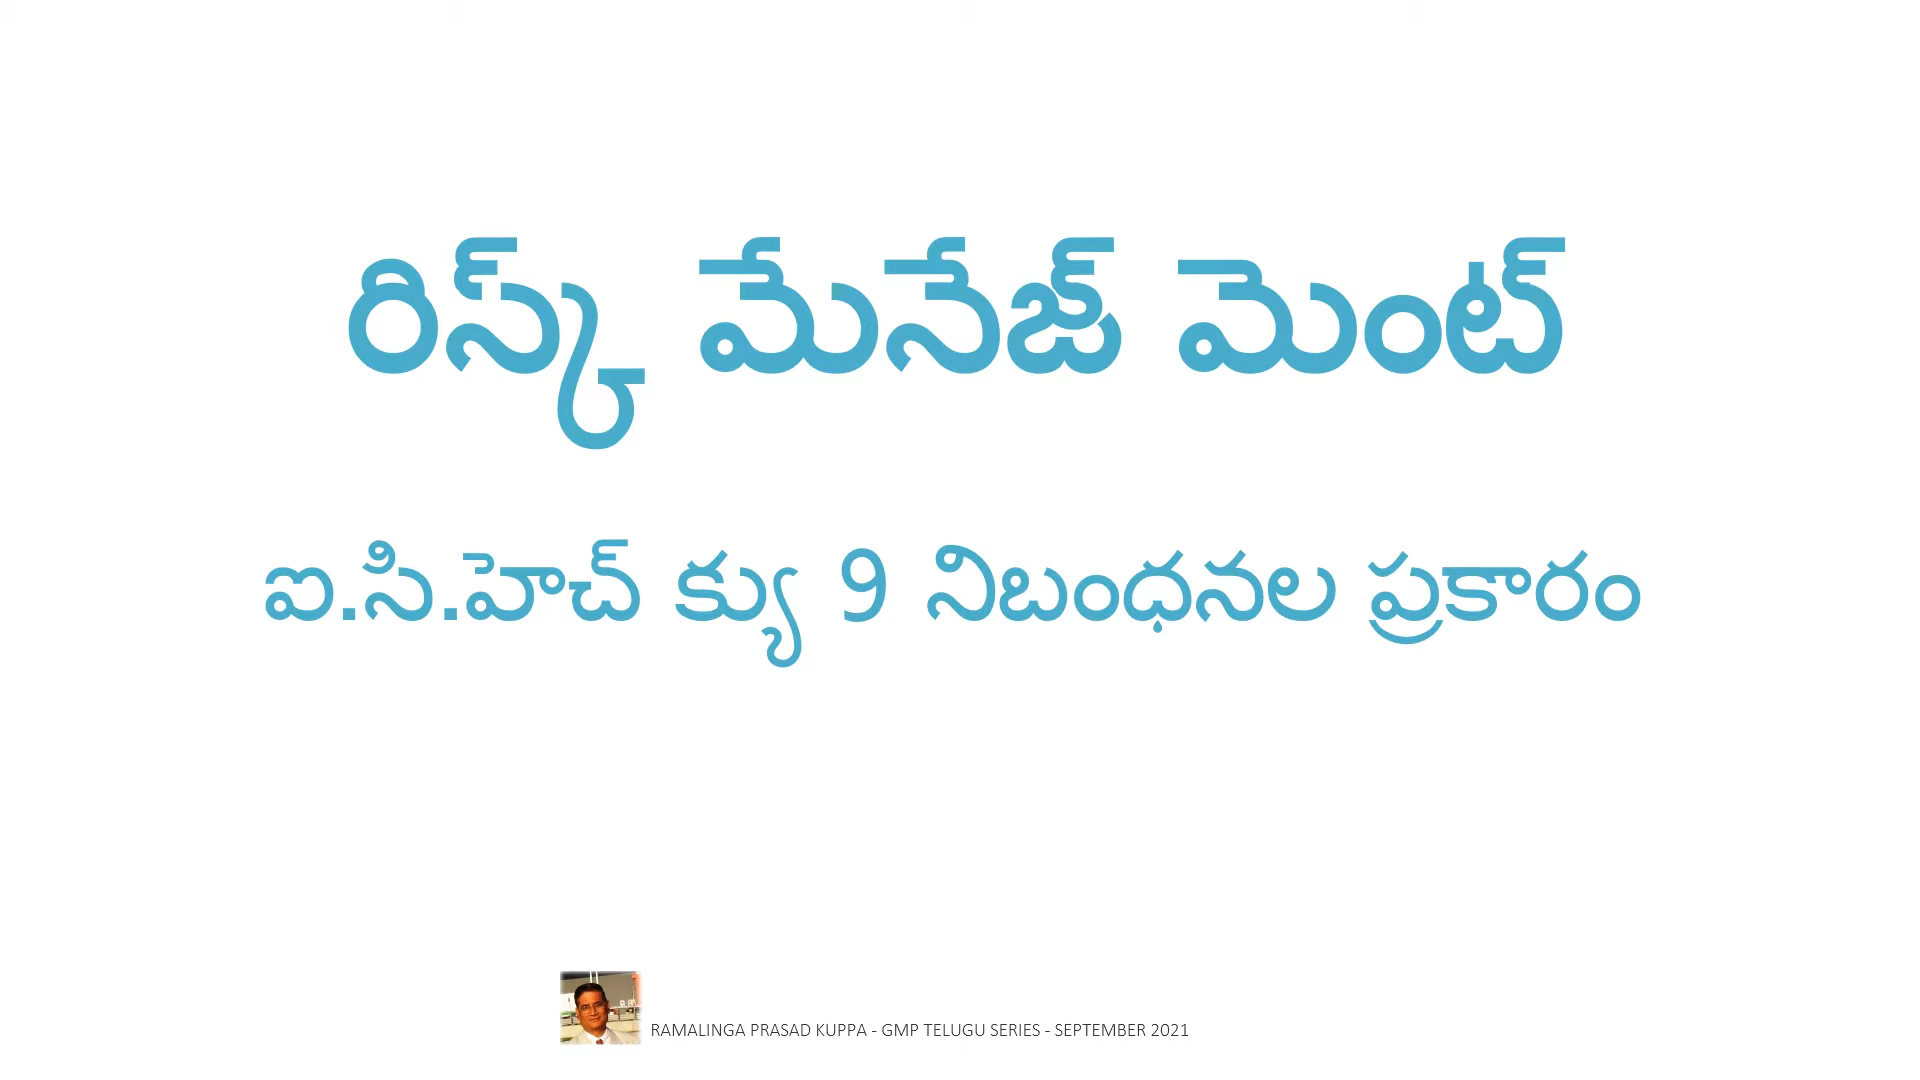 రిస్క్ మేనేజ్ మెంట్
ఐ.సి.హెచ్ క్యు 9 నిబంధనల ప్రకారం
RAMALINGA PRASAD KUPPA - GMP TELUGU SERIES - SEPTEMBER 2021